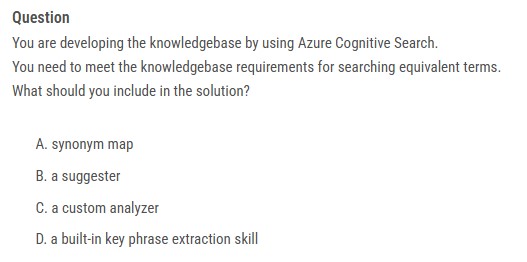 Question
You are developing the knowledgebase by using Azure Cognitive Search.
You need to meet the knowledgebase requirements for searching equivalent terms.
What should you include in the solution?
A. synonym map
B. a suggester
C. a custom analyzer
D. a built-in key phrase extraction skill